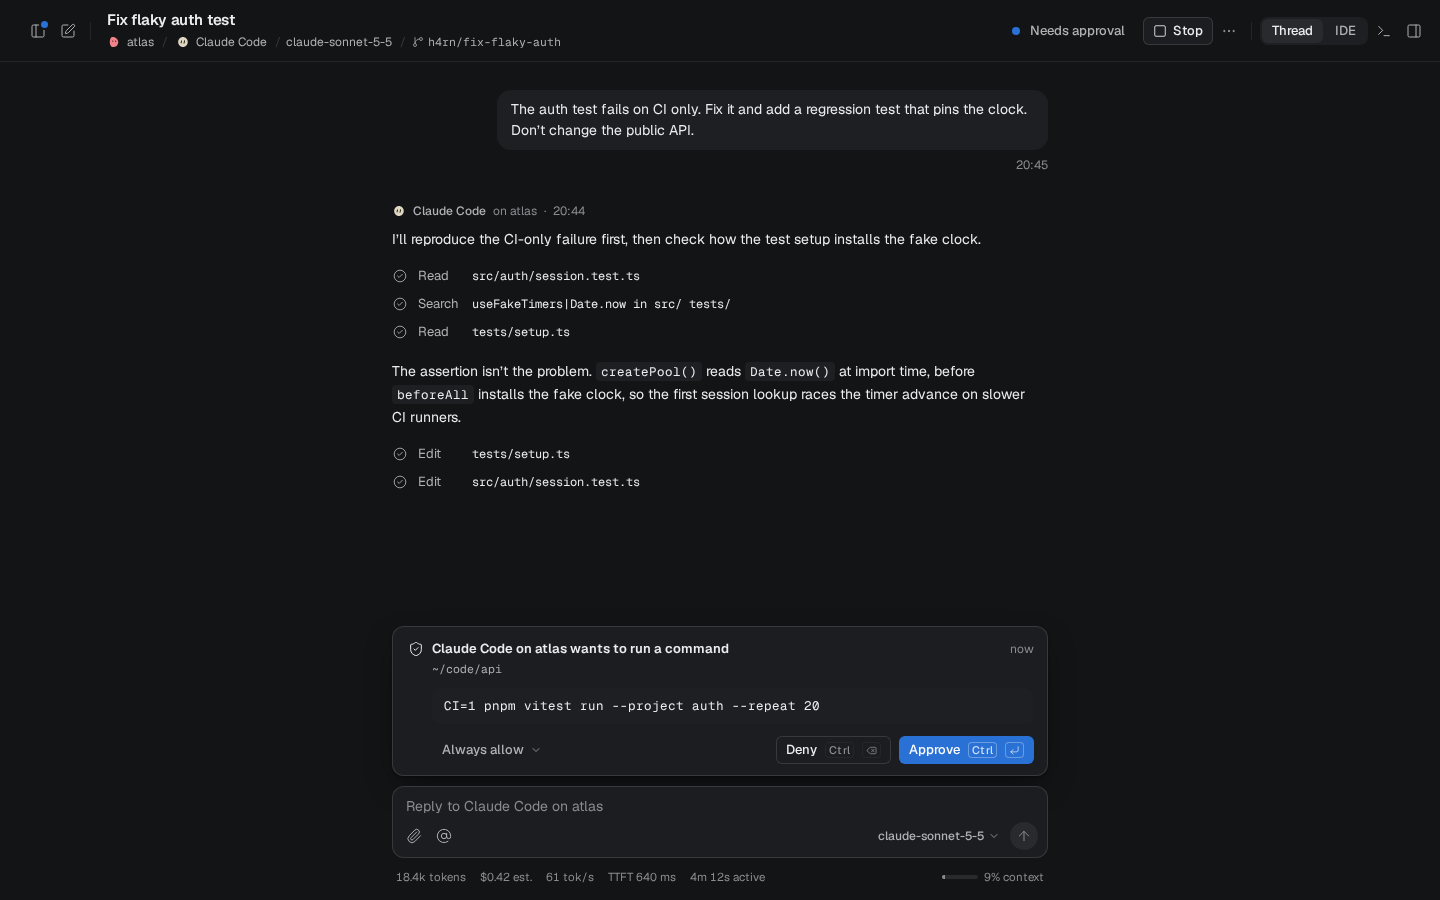 Fix flaky auth test
atlas / Claude Code / claude-sonnet-5-5 / h4rn/fix-flaky-auth
Needs approval
Stop
Thread
IDE
The auth test fails on CI only. Fix it and add a regression test that pins the clock.
Don’t change the public API.
20:45
Claude Code on atlas · 20:44
I’ll reproduce the CI-only failure first, then check how the test setup installs the fake clock.
Read src/auth/session.test.ts
Search useFakeTimers|Date.now in src/ tests/
Read tests/setup.ts
The assertion isn’t the problem. createPool() reads Date.now() at import time, before
beforeAll installs the fake clock, so the first session lookup races the timer advance on slower
CI runners.
Edit tests/setup.ts
Edit src/auth/session.test.ts
Claude Code on atlas wants to run a command
now
~/code/api
CI=1 pnpm vitest run --project auth --repeat 20
Always allow
Deny Ctrl
Approve Ctrl
Reply to Claude Code on atlas
claude-sonnet-5-5
18.4k tokens $0.42 est. 61 tok/s TTFT 640 ms 4m 12s active
9% context